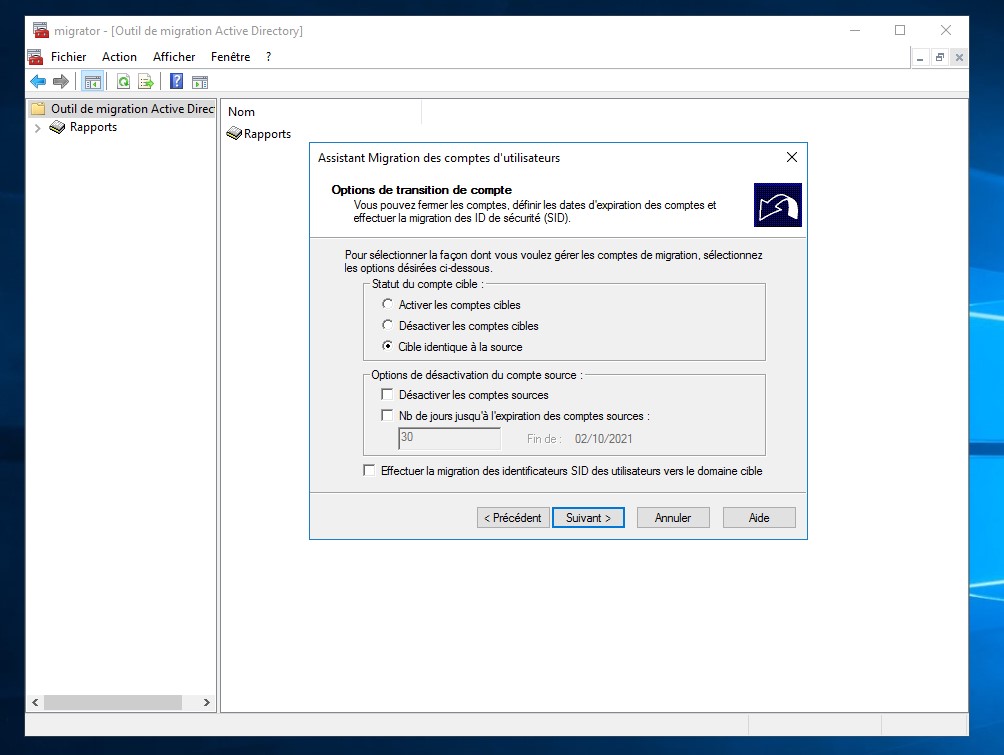 migrator - [Outil de migration Active Directory]
Fichier Action Afficher Fenêtre ?
Outil de migration Active Direc
Rapports
Nom
Rapports
Assistant Migration des comptes d'utilisateurs
Options de transition de compte
Vous pouvez fermer les comptes, définir les dates d'expiration des comptes et
effectuer la migration des ID de sécurité (SID).
Pour sélectionner la façon dont vous voulez gérer les comptes de migration, sélectionnez
les options désirées ci-dessous.
Statut du compte cible :
Activer les comptes cibles
Désactiver les comptes cibles
Cible identique à la source
Options de désactivation du compte source :
Désactiver les comptes sources
Nb de jours jusqu'à l'expiration des comptes sources :
30 Fin de : 02/10/2021
Effectuer la migration des identificateurs SID des utilisateurs vers le domaine cible
< Précédent Suivant > Annuler Aide